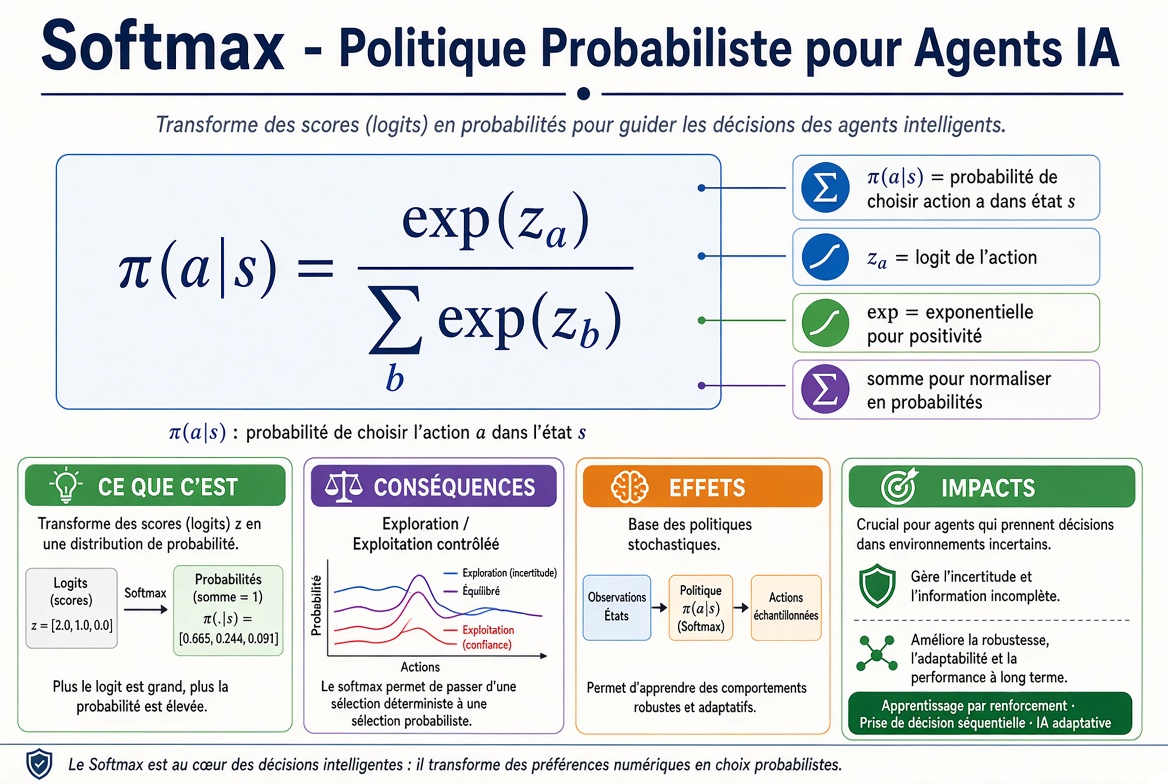 Softmax - Politique Probabiliste pour Agents IA
Transforme des scores (logits) en probabilités pour guider les décisions des agents intelligents.
π(a|s) = exp(z_a) / ∑_b exp(z_b)
Σ
π(a|s) = probabilité de
choisir action a dans état s
z_a = logit de l'action
exp = exponentielle
pour positivité
Σ
somme pour normaliser
en probabilités
π(a|s) : probabilité de choisir l'action a dans l'état s
CE QUE C'EST
Transforme des scores (logits) z en
une distribution de probabilité.
Logits
(scores)
z = [2.0, 1.0, 0.0]
Softmax
Probabilités
(somme = 1)
π(.|s) =
[0.665, 0.244, 0.091]
Plus le logit est grand, plus la
probabilité est élevée.
CONSÉQUENCES
Exploration /
Exploitation contrôléé
Probabilité
Exploration (incertitude)
Équilibré
Exploitation
(confiance)
Actions
Le softmax permet de passer d'une
sélection déterministe à une
sélection probabiliste.
EFFETS
Base des politiques
stochastiques.
Observations
États
Politique
π(a|s)
(Softmax)
Actions
échantillonnées
Permet d'apprendre des comportements
robustes et adaptatifs.
IMPACTS
Crucial pour agents qui prennent décisions
dans environnements incertains.
Gère l'incertitude et
l'information incomplète.
Améliore la robustesse,
l'adaptabilité et la
performance à long terme.
Apprentissage par renforcement ·
Prise de décision séquentielle · IA adaptative
Le Softmax est au cœur des décisions intelligentes : il transforme des préférences numériques en choix probabilistes.